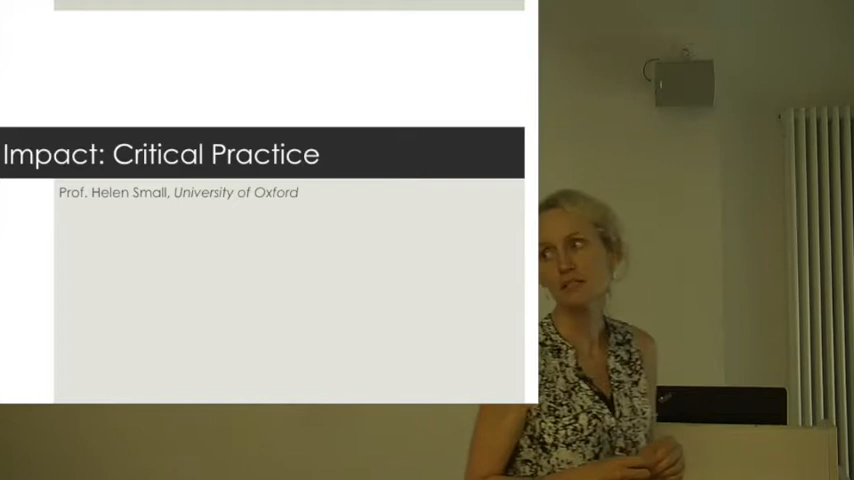 Impact: Critical Practice
Prof. Helen Small, University of Oxford